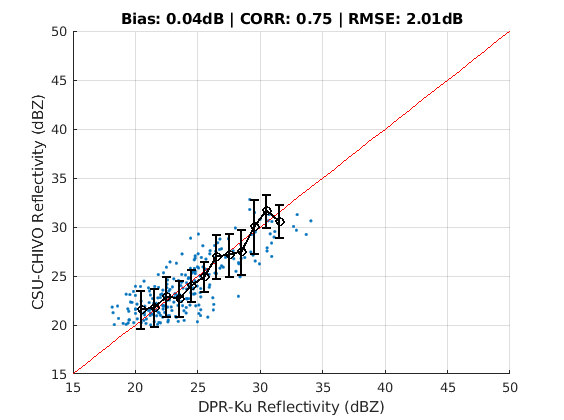 Bias: 0.04dB | CORR: 0.75 | RMSE: 2.01dB
50
45
40
35
30
25
20
15
CSU-CHIVO Reflectivity (dBZ)
15 20 25 30 35 40 45 50
DPR-Ku Reflectivity (dBZ)